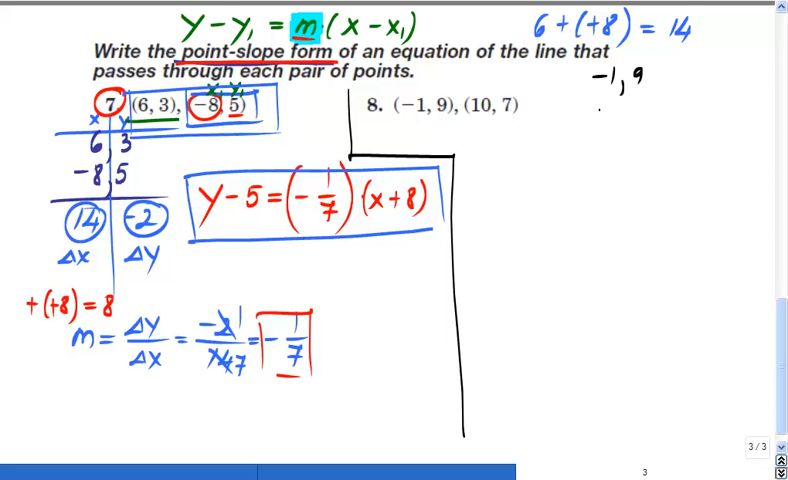 y - y₁ = m (x - x₁)
6 + (+8) = 14
Write the point-slope form of an equation of the line that
passes through each pair of points.
-1, 9
x₁ y₁
7 (6, 3), (−8, 5)
8. (−1, 9), (10, 7)
x y
6, 3
-8, 5
14 -2
Δx Δy
y - 5 = (- 1/7) (x + 8)
+ (+8) = 8
m = Δy/Δx = -2 1/14 7 = - 1/7
3 / 3
3